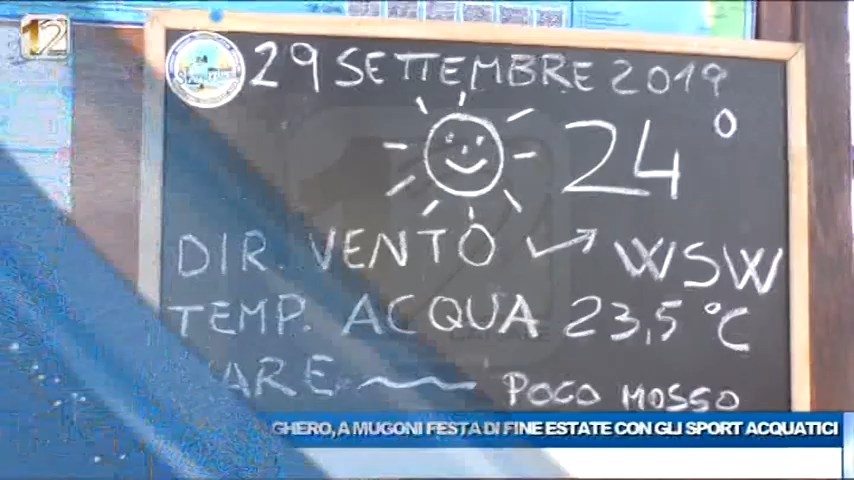 12
29 SETTEMBRE 2019
24°
DIR. VENTO WSW
TEMP. ACQUA 23,5 °C
ARE POCO MOSSO
GHERO, A MUGONI FESTA DI FINE ESTATE CON GLI SPORT ACQUATICI